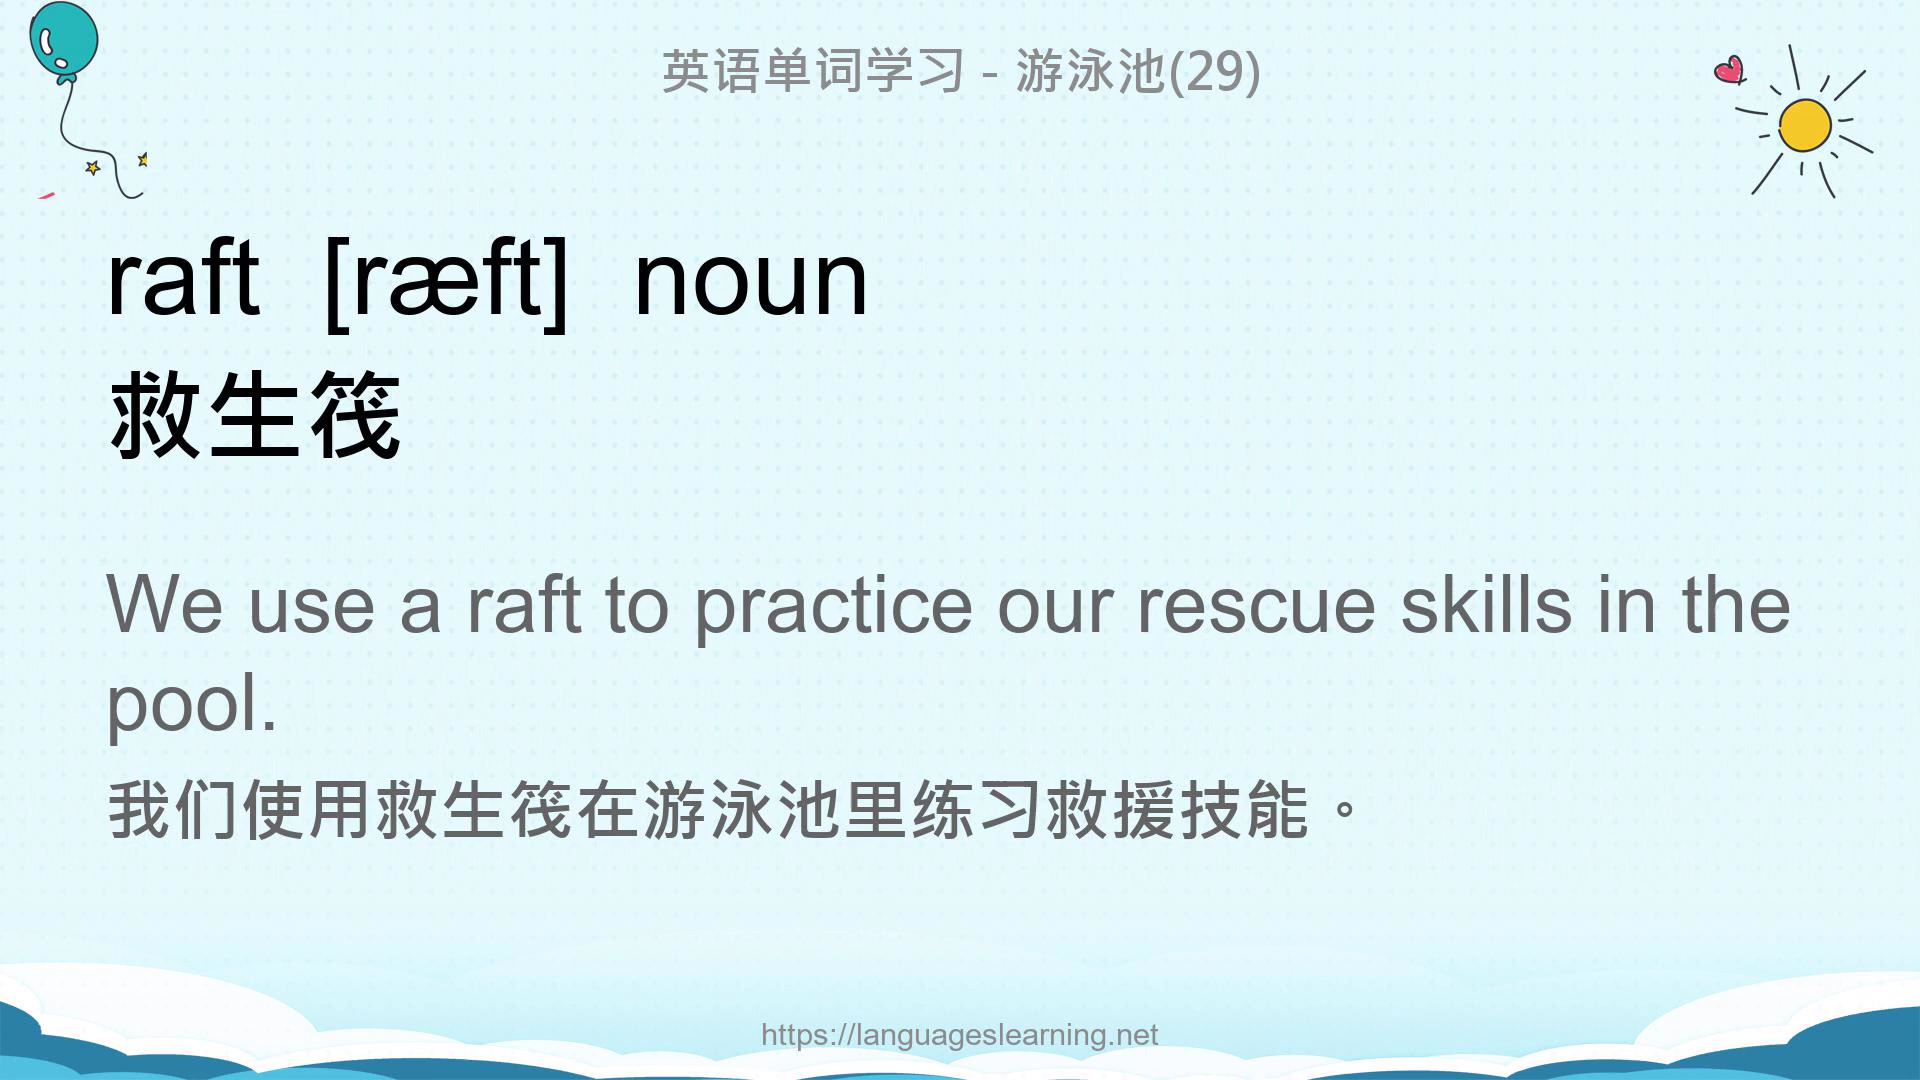 英语单词学习 - 游泳池(29)
raft [ræft] noun
救生筏
We use a raft to practice our rescue skills in the
pool.
我们使用救生筏在游泳池里练习救援技能。
https://languageslearning.net